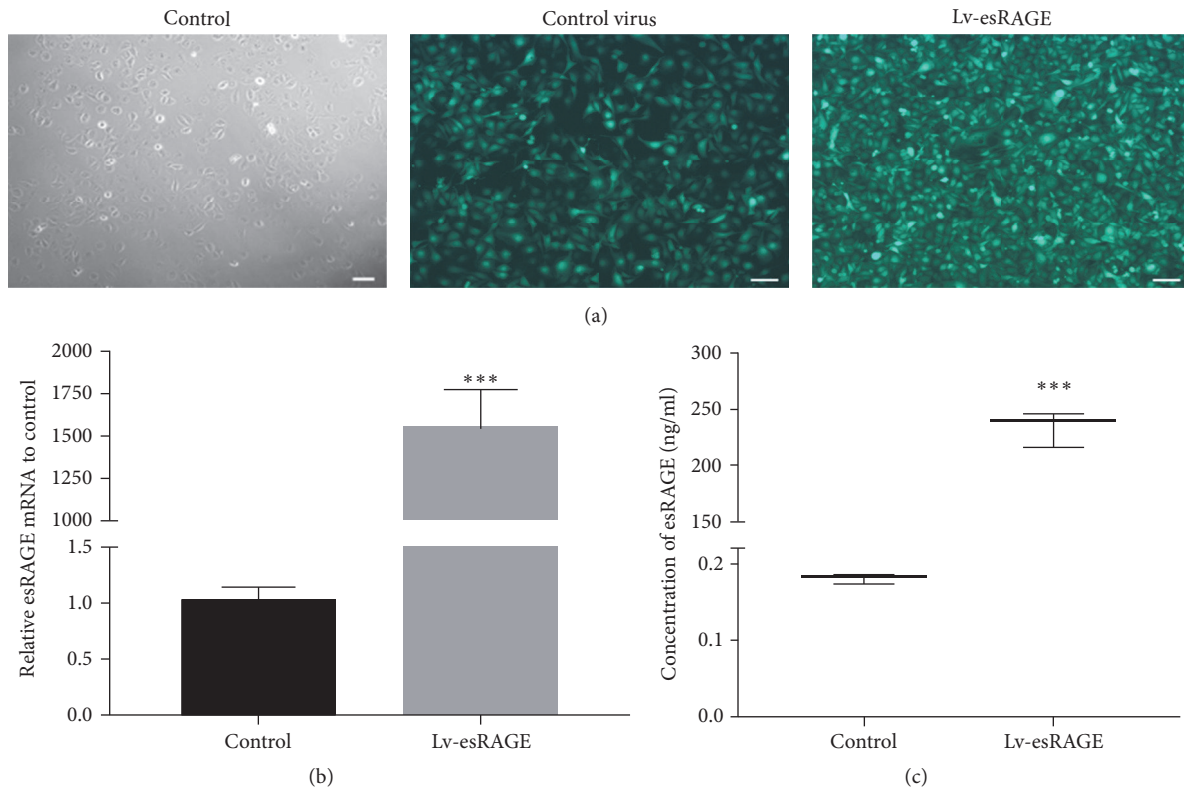 Control
Control virus
Lv-esRAGE
(a)
Relative esRAGE mRNA to control
2000
1750
1500
1250
1000
1.5
1.0
0.5
0.0
***
Control
Lv-esRAGE
(b)
Concentration of esRAGE (ng/ml)
300
250
200
150
0.2
0.1
0.0
***
Control
Lv-esRAGE
(c)